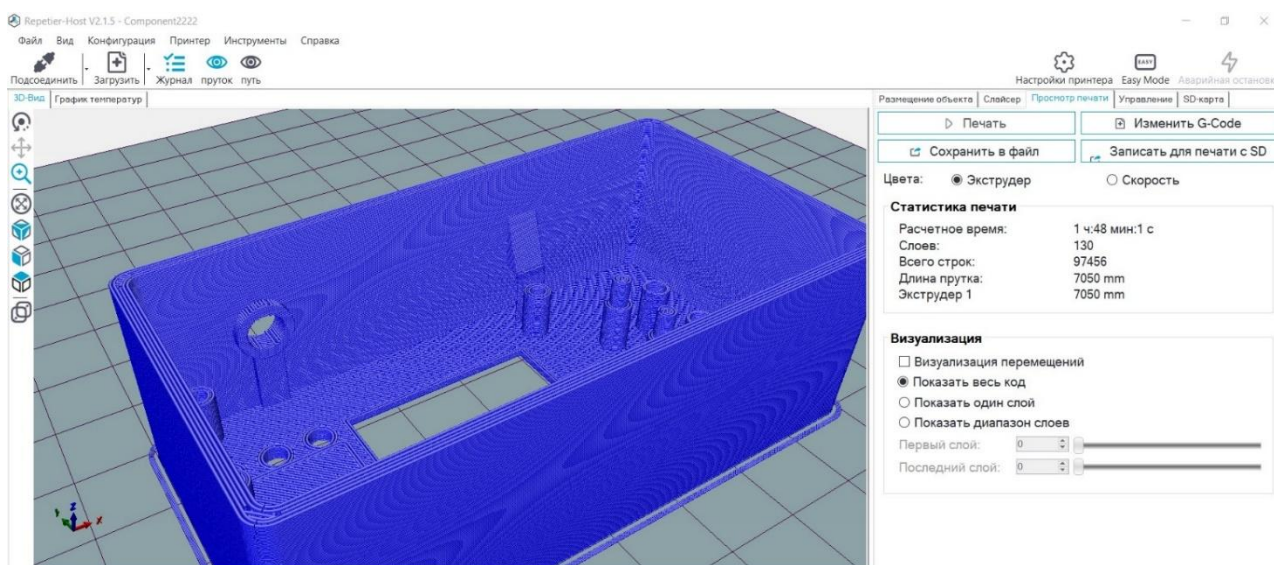 Repetier-Host V2.1.5 - Component2222
Файл Вид Конфигурация Принтер Инструменты Справка
Подсоединить Загрузить Журнал пруток путь Настройки принтера EASY Easy Mode Аварийная остановк
3D-Вид График температур
Размещение объекта Слайсер Просмотр печати Управление SD-карта
Печать Изменить G-Code
Сохранить в файл Записать для печати с SD
Цвета: Экструдер Скорость
Статистика печати
Расчетное время: 1 ч:48 мин:1 с
Слоев: 130
Всего строк: 97456
Длина прутка: 7050 mm
Экструдер 1 7050 mm
Визуализация
Визуализация перемещений
Показать весь код
Показать один слой
Показать диапазон слоев
Первый слой: 0
Последний слой: 0
Z
Y
X